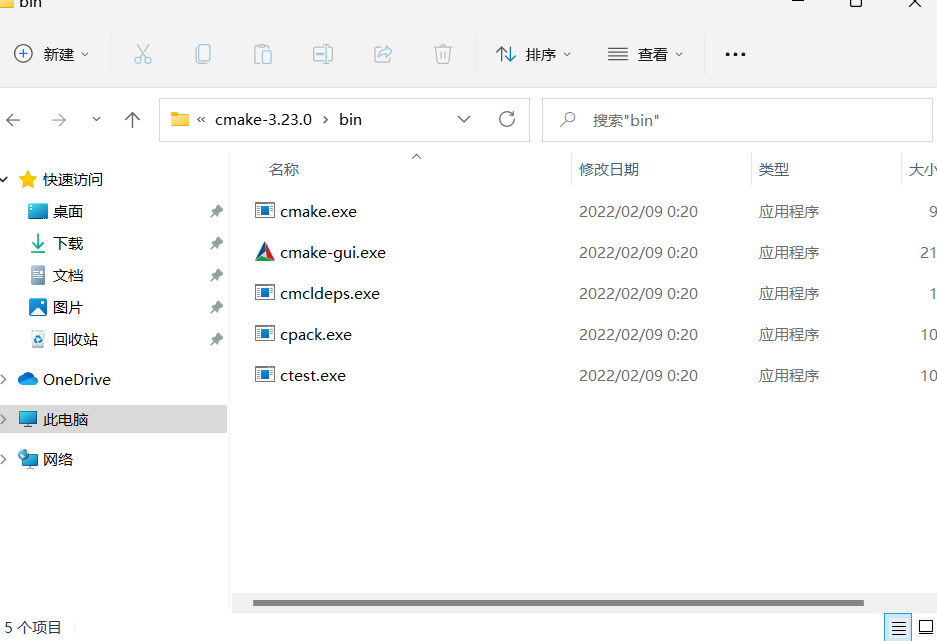 bin
新建
排序
查看
« cmake-3.23.0 > bin
搜索"bin"
名称 修改日期 类型 大小
快速访问
桌面
下载
文档
图片
回收站
OneDrive
此电脑
网络
cmake.exe 2022/02/09 0:20 应用程序 9
cmake-gui.exe 2022/02/09 0:20 应用程序 21
cmcldeps.exe 2022/02/09 0:20 应用程序 1
cpack.exe 2022/02/09 0:20 应用程序 10
ctest.exe 2022/02/09 0:20 应用程序 10
5 个项目